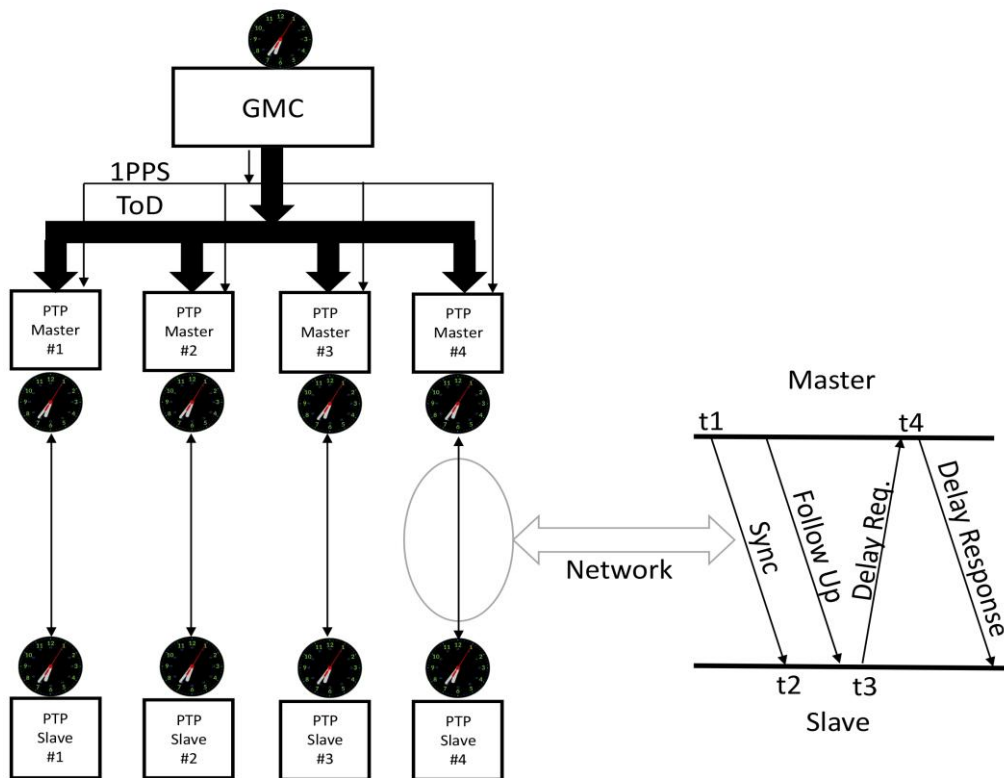 GMC
1PPS
ToD
PTP
Master
#1
PTP
Master
#2
PTP
Master
#3
PTP
Master
#4
PTP
Slave
#1
PTP
Slave
#2
PTP
Slave
#3
PTP
Slave
#4
Network
Master
t1
t4
Sync
Follow Up
Delay Req.
Delay Response
t2
t3
Slave